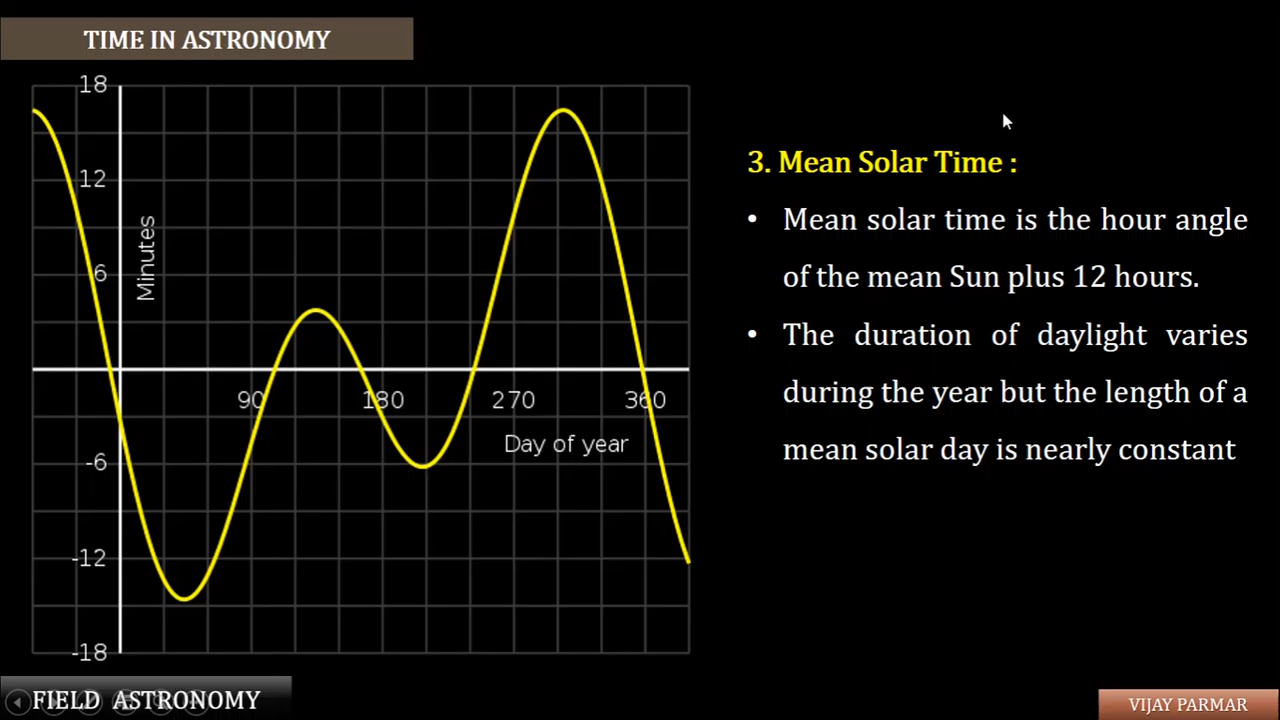 TIME IN ASTRONOMY
18
12
6
-6
-12
-18
Minutes
90
180
270
360
Day of year
3. Mean Solar Time :
• Mean solar time is the hour angle
of the mean Sun plus 12 hours.
• The duration of daylight varies
during the year but the length of a
mean solar day is nearly constant
FIELD ASTRONOMY
VIJAY PARMAR